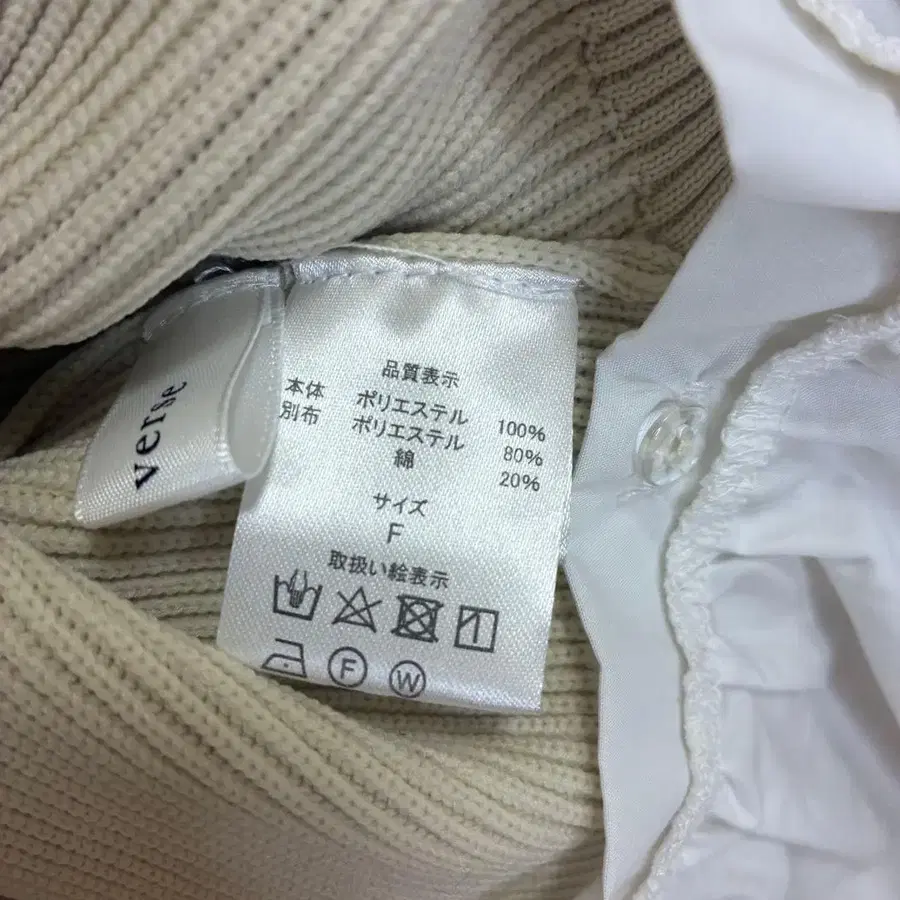 verse
品質表示
本体 ポリエステル 100%
別布 ポリエステル 80%
綿 20%
サイズ
F
取扱い絵表示
F W